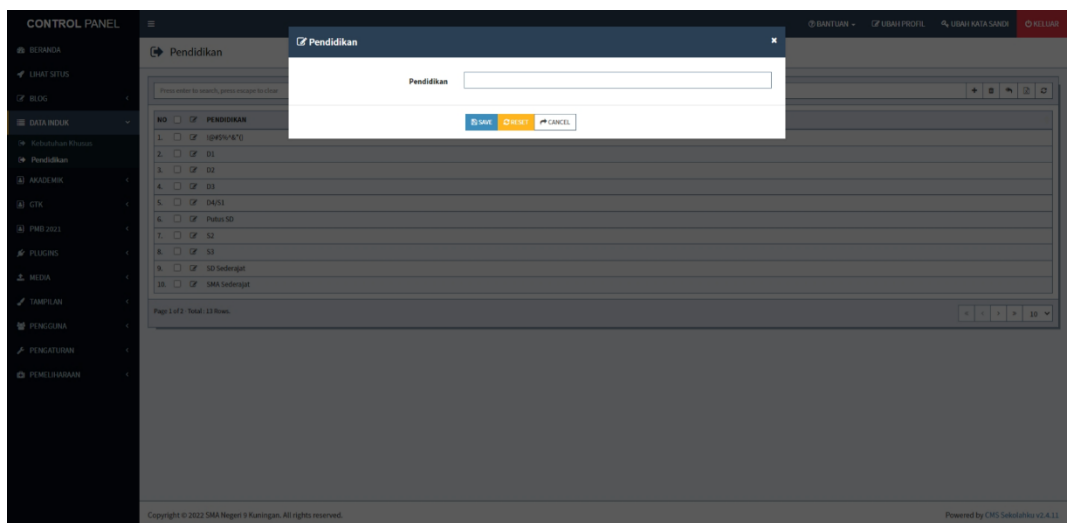 CONTROL PANEL
BANTUAN
UBAH PROFIL
UBAH KATA SANDI
KELUAR
BERANDA
LIHAT SITUS
BLOG
DATA INDUK
Kebutuhan Khusus
Pendidikan
AKADEMIK
GTK
PMB 2021
PLUGINS
MEDIA
TAMPILAN
PENGGUNA
PENGATURAN
PEMELIHARAAN
Pendidikan
Pendidikan
Pendidikan
SAVE RESET CANCEL
Press enter to search, press escape to clear
NO PENDIDIKAN
1. !@#$%^&*()
2. D1
3. D2
4. D3
5. D4/S1
6. Putus SD
7. S2
8. S3
9. SD Sederajat
10. SMA Sederajat
Page 1 of 2 Total : 13 Rows.
10
Copyright © 2022 SMA Negeri 9 Kuningan. All rights reserved.
Powered by CMS Sekolahku v2.4.11